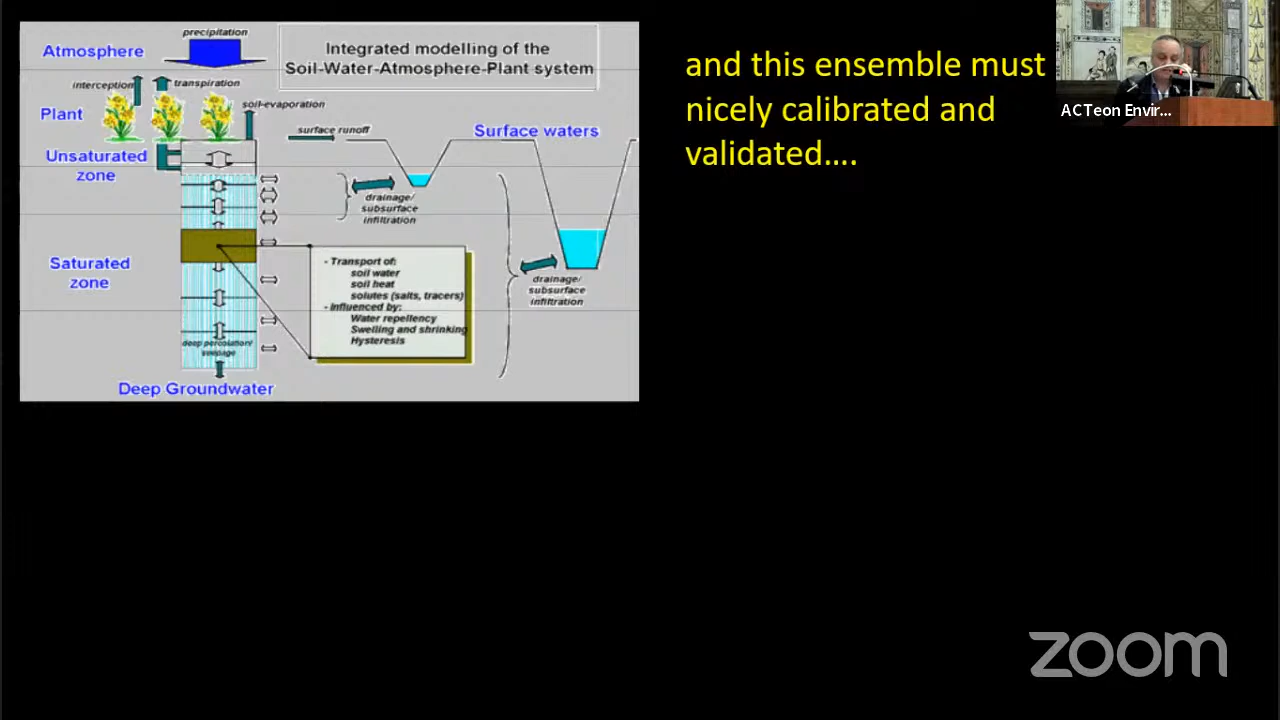 precipitation
Atmosphere
Integrated modelling of the
Soil-Water-Atmosphere-Plant system
interception
transpiration
Plant
soil-evaporation
surface runoff
Surface waters
Unsaturated
zone
drainage/
subsurface
infiltration
Saturated
zone
- Transport of:
soil water
soil heat
solutes (salts, tracers)
- Influenced by:
Water repellency
Swelling and shrinking
Hysteresis
drainage/
subsurface
infiltration
deep percolation/
seepage
Deep Groundwater
and this ensemble must
nicely calibrated and
validated....
ACTeon Envir...
zoom